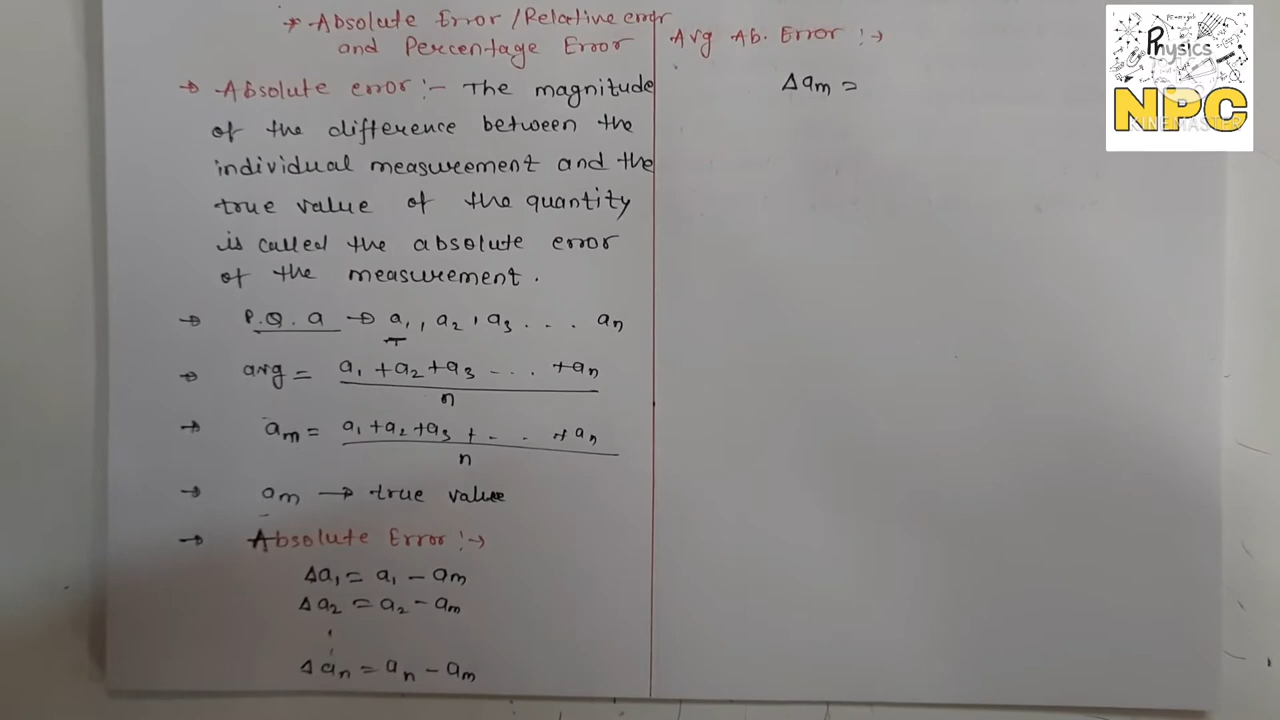 → Absolute Error / Relative error
and Percentage Error
→ Absolute error :- The magnitude
of the difference between the
individual measurement and the
true value of the quantity
is called the absolute error
of the measurement.
→ P.Q. a → a₁, a₂, a₃ . . . aₙ
→ avg = a₁ + a₂ + a₃ - . . . + aₙ
n
→ aₘ = a₁ + a₂ + a₃ + - . . + aₙ
n
→ aₘ → true value
→ Absolute Error :→
Δa₁ = a₁ - aₘ
Δa₂ = a₂ - aₘ
⋮
Δaₙ = aₙ - aₘ
Avg Ab. Error :→
Δaₘ =
Physics
NPC
KINEMASTER